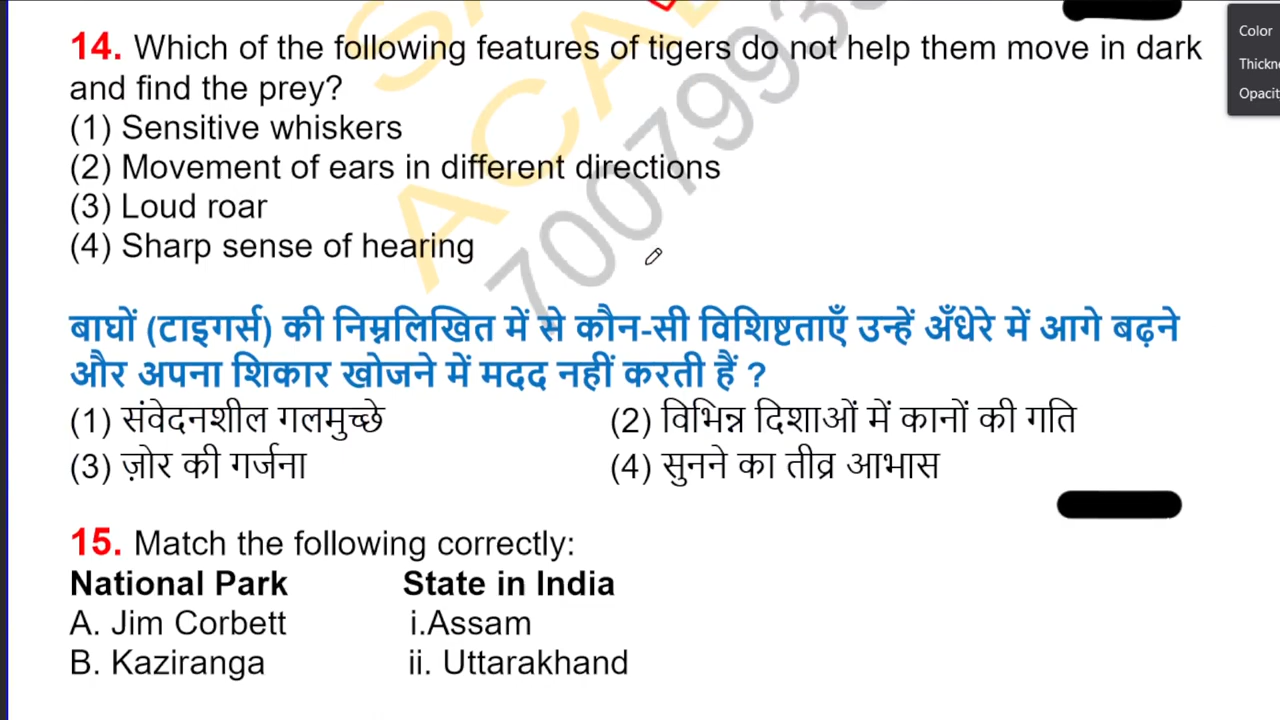 14. Which of the following features of tigers do not help them move in dark
and find the prey?
(1) Sensitive whiskers
(2) Movement of ears in different directions
(3) Loud roar
(4) Sharp sense of hearing
बाघों (टाइगर्स) की निम्नलिखित में से कौन-सी विशिष्टताएँ उन्हें अँधेरे में आगे बढ़ने
और अपना शिकार खोजने में मदद नहीं करती हैं ?
(1) संवेदनशील गलमुच्छे (2) विभिन्न दिशाओं में कानों की गति
(3) ज़ोर की गर्जना (4) सुनने का तीव्र आभास
15. Match the following correctly:
National Park State in India
A. Jim Corbett i.Assam
B. Kaziranga ii. Uttarakhand
Color